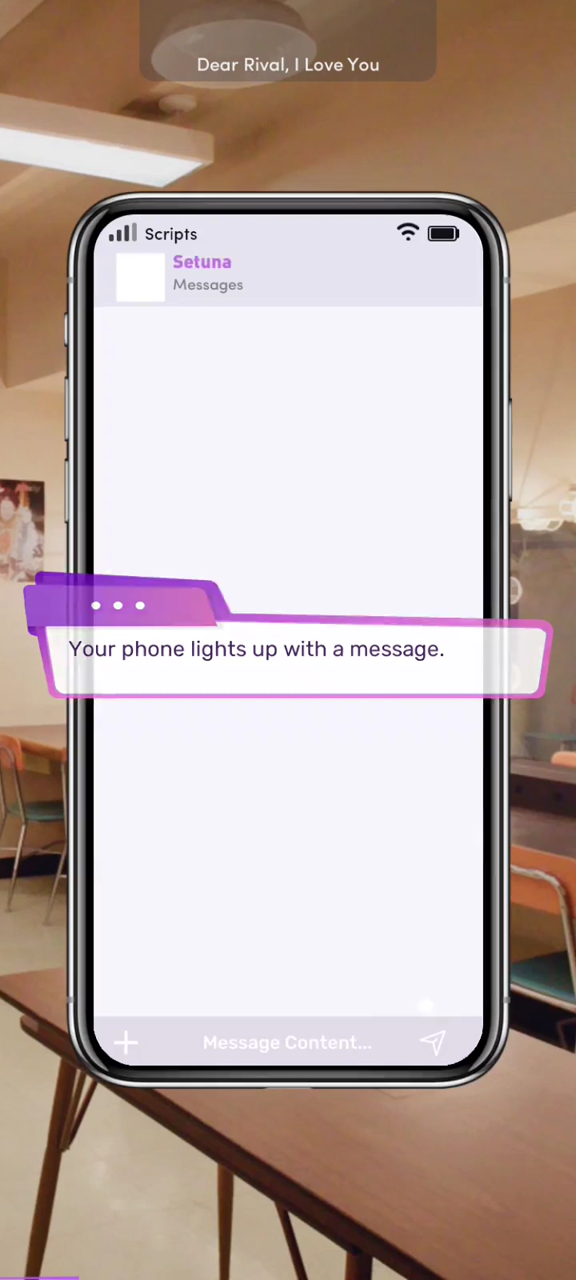 Dear Rival, I Love You
Scripts
Setuna
Messages
Your phone lights up with a message.
Message Content...